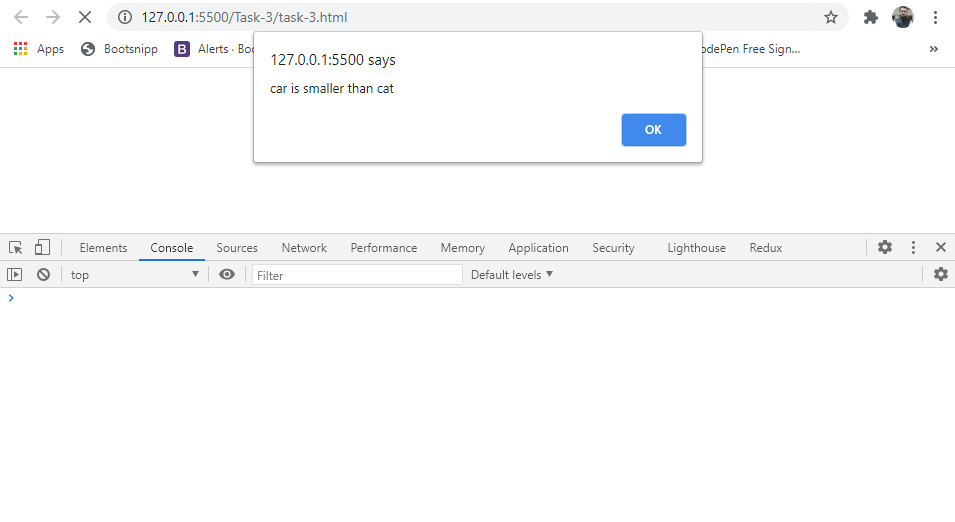 127.0.0.1:5500/Task-3/task-3.html
Apps Bootsnipp B Alerts · Boo odePen Free Sign... »
127.0.0.1:5500 says
car is smaller than cat
OK
Elements Console Sources Network Performance Memory Application Security Lighthouse Redux
top Filter Default levels